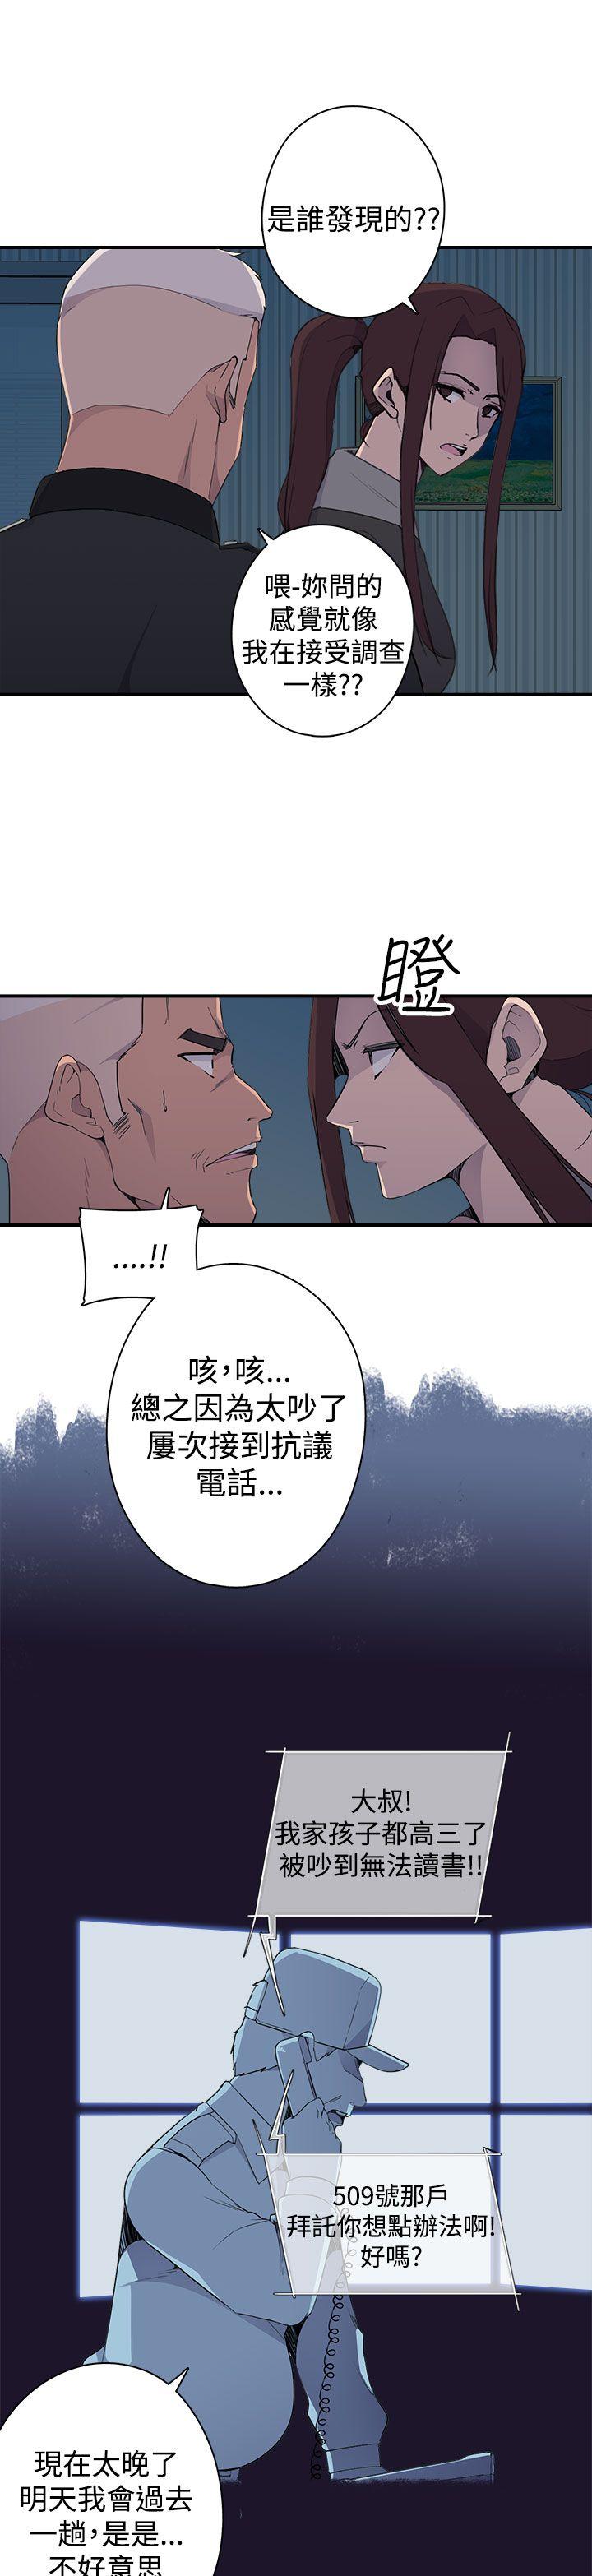 是誰發現的??
喂-妳問的
感覺就像
我在接受調查
一樣??
瞪
....!!
咳，咳...
總之因為太吵了
屢次接到抗議
電話...
大叔!
我家孩子都高三了
被吵到無法讀書!!
509號那戶
拜託你想點辦法啊!
好嗎?
現在太晚了
明天我會過去
一趟，是是...
不好意思